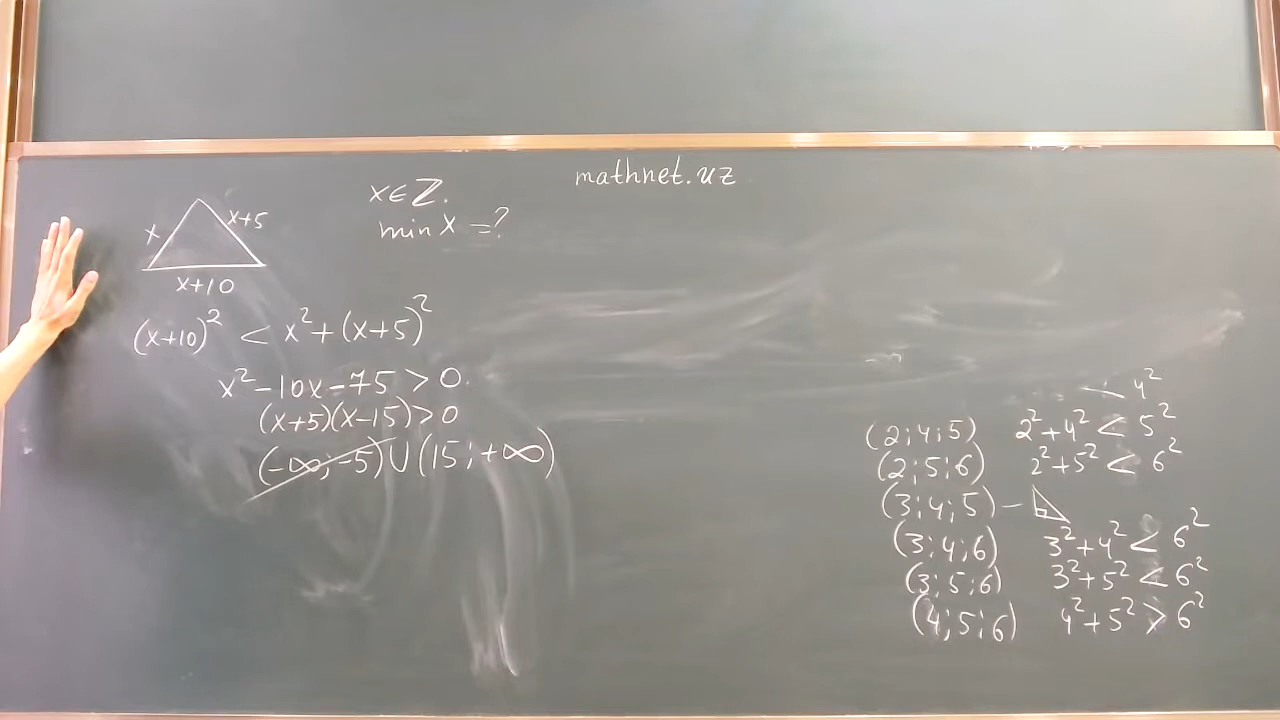 mathnet.uz
x∈Z.
min x =?
x
x+5
x+10
(x+10)² < x²+(x+5)²
x²-10x-75 > 0.
(x+5)(x-15)>0
(-∞;-5)∪(15;+∞)
< 4²
(2;4;5) 2²+4² < 5²
(2;5;6) 2²+5² < 6²
(3;4;5) –
(3;4;6) 3²+4² < 6²
(3;5;6) 3²+5² < 6²
(4;5;6) 4²+5² > 6²